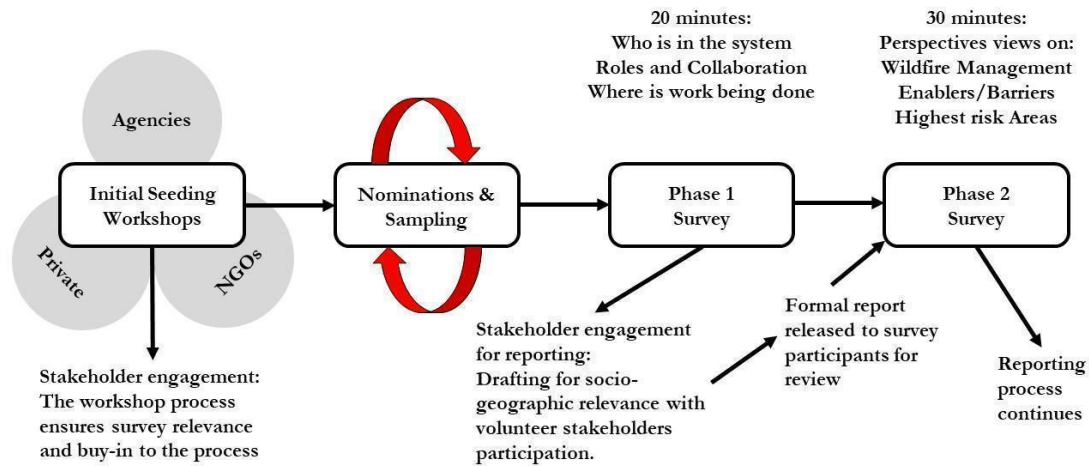 20 minutes:
Who is in the system
Roles and Collaboration
Where is work being done
30 minutes:
Perspectives views on:
Wildfire Management
Enablers/Barriers
Highest risk Areas
Agencies
Private
NGOs
Initial Seeding
Workshops
Nominations &
Sampling
Phase 1
Survey
Phase 2
Survey
Stakeholder engagement:
The workshop process
ensures survey relevance
and buy-in to the process
Stakeholder engagement
for reporting:
Drafting for socio-
geographic relevance with
volunteer stakeholders
participation.
Formal report
released to survey
participants for
review
Reporting
process
continues